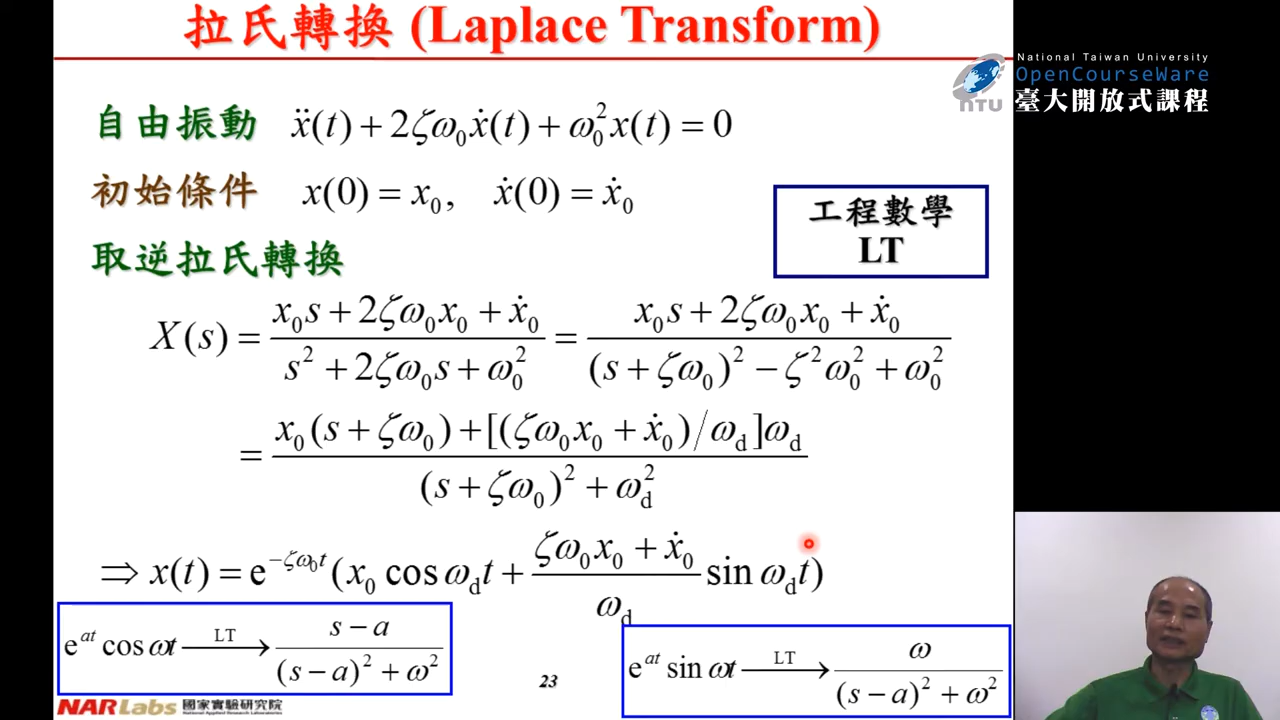 拉氏轉換 (Laplace Transform)
National Taiwan University
OpenCourseWare
NTU 臺大開放式課程
自由振動 ẍ(t) + 2ζω₀ẋ(t) + ω₀²x(t) = 0
初始條件 x(0) = x₀, ẋ(0) = ẋ₀
工程數學
LT
取逆拉氏轉換
X(s) = (x₀s + 2ζω₀x₀ + ẋ₀)/(s² + 2ζω₀s + ω₀²) = (x₀s + 2ζω₀x₀ + ẋ₀)/((s + ζω₀)² − ζ²ω₀² + ω₀²)
= (x₀(s + ζω₀) + [(ζω₀x₀ + ẋ₀)/ω_d]ω_d)/((s + ζω₀)² + ω_d²)
⇒ x(t) = e^(−ζω₀t)(x₀ cos ω_d t + (ζω₀x₀ + ẋ₀)/ω_d sin ω_d t)
e^(at) cos ωt —LT→ (s − a)/((s − a)² + ω²)
e^(at) sin ωt —LT→ ω/((s − a)² + ω²)
23
NARLabs 國家實驗研究院
National Applied Research Laboratories